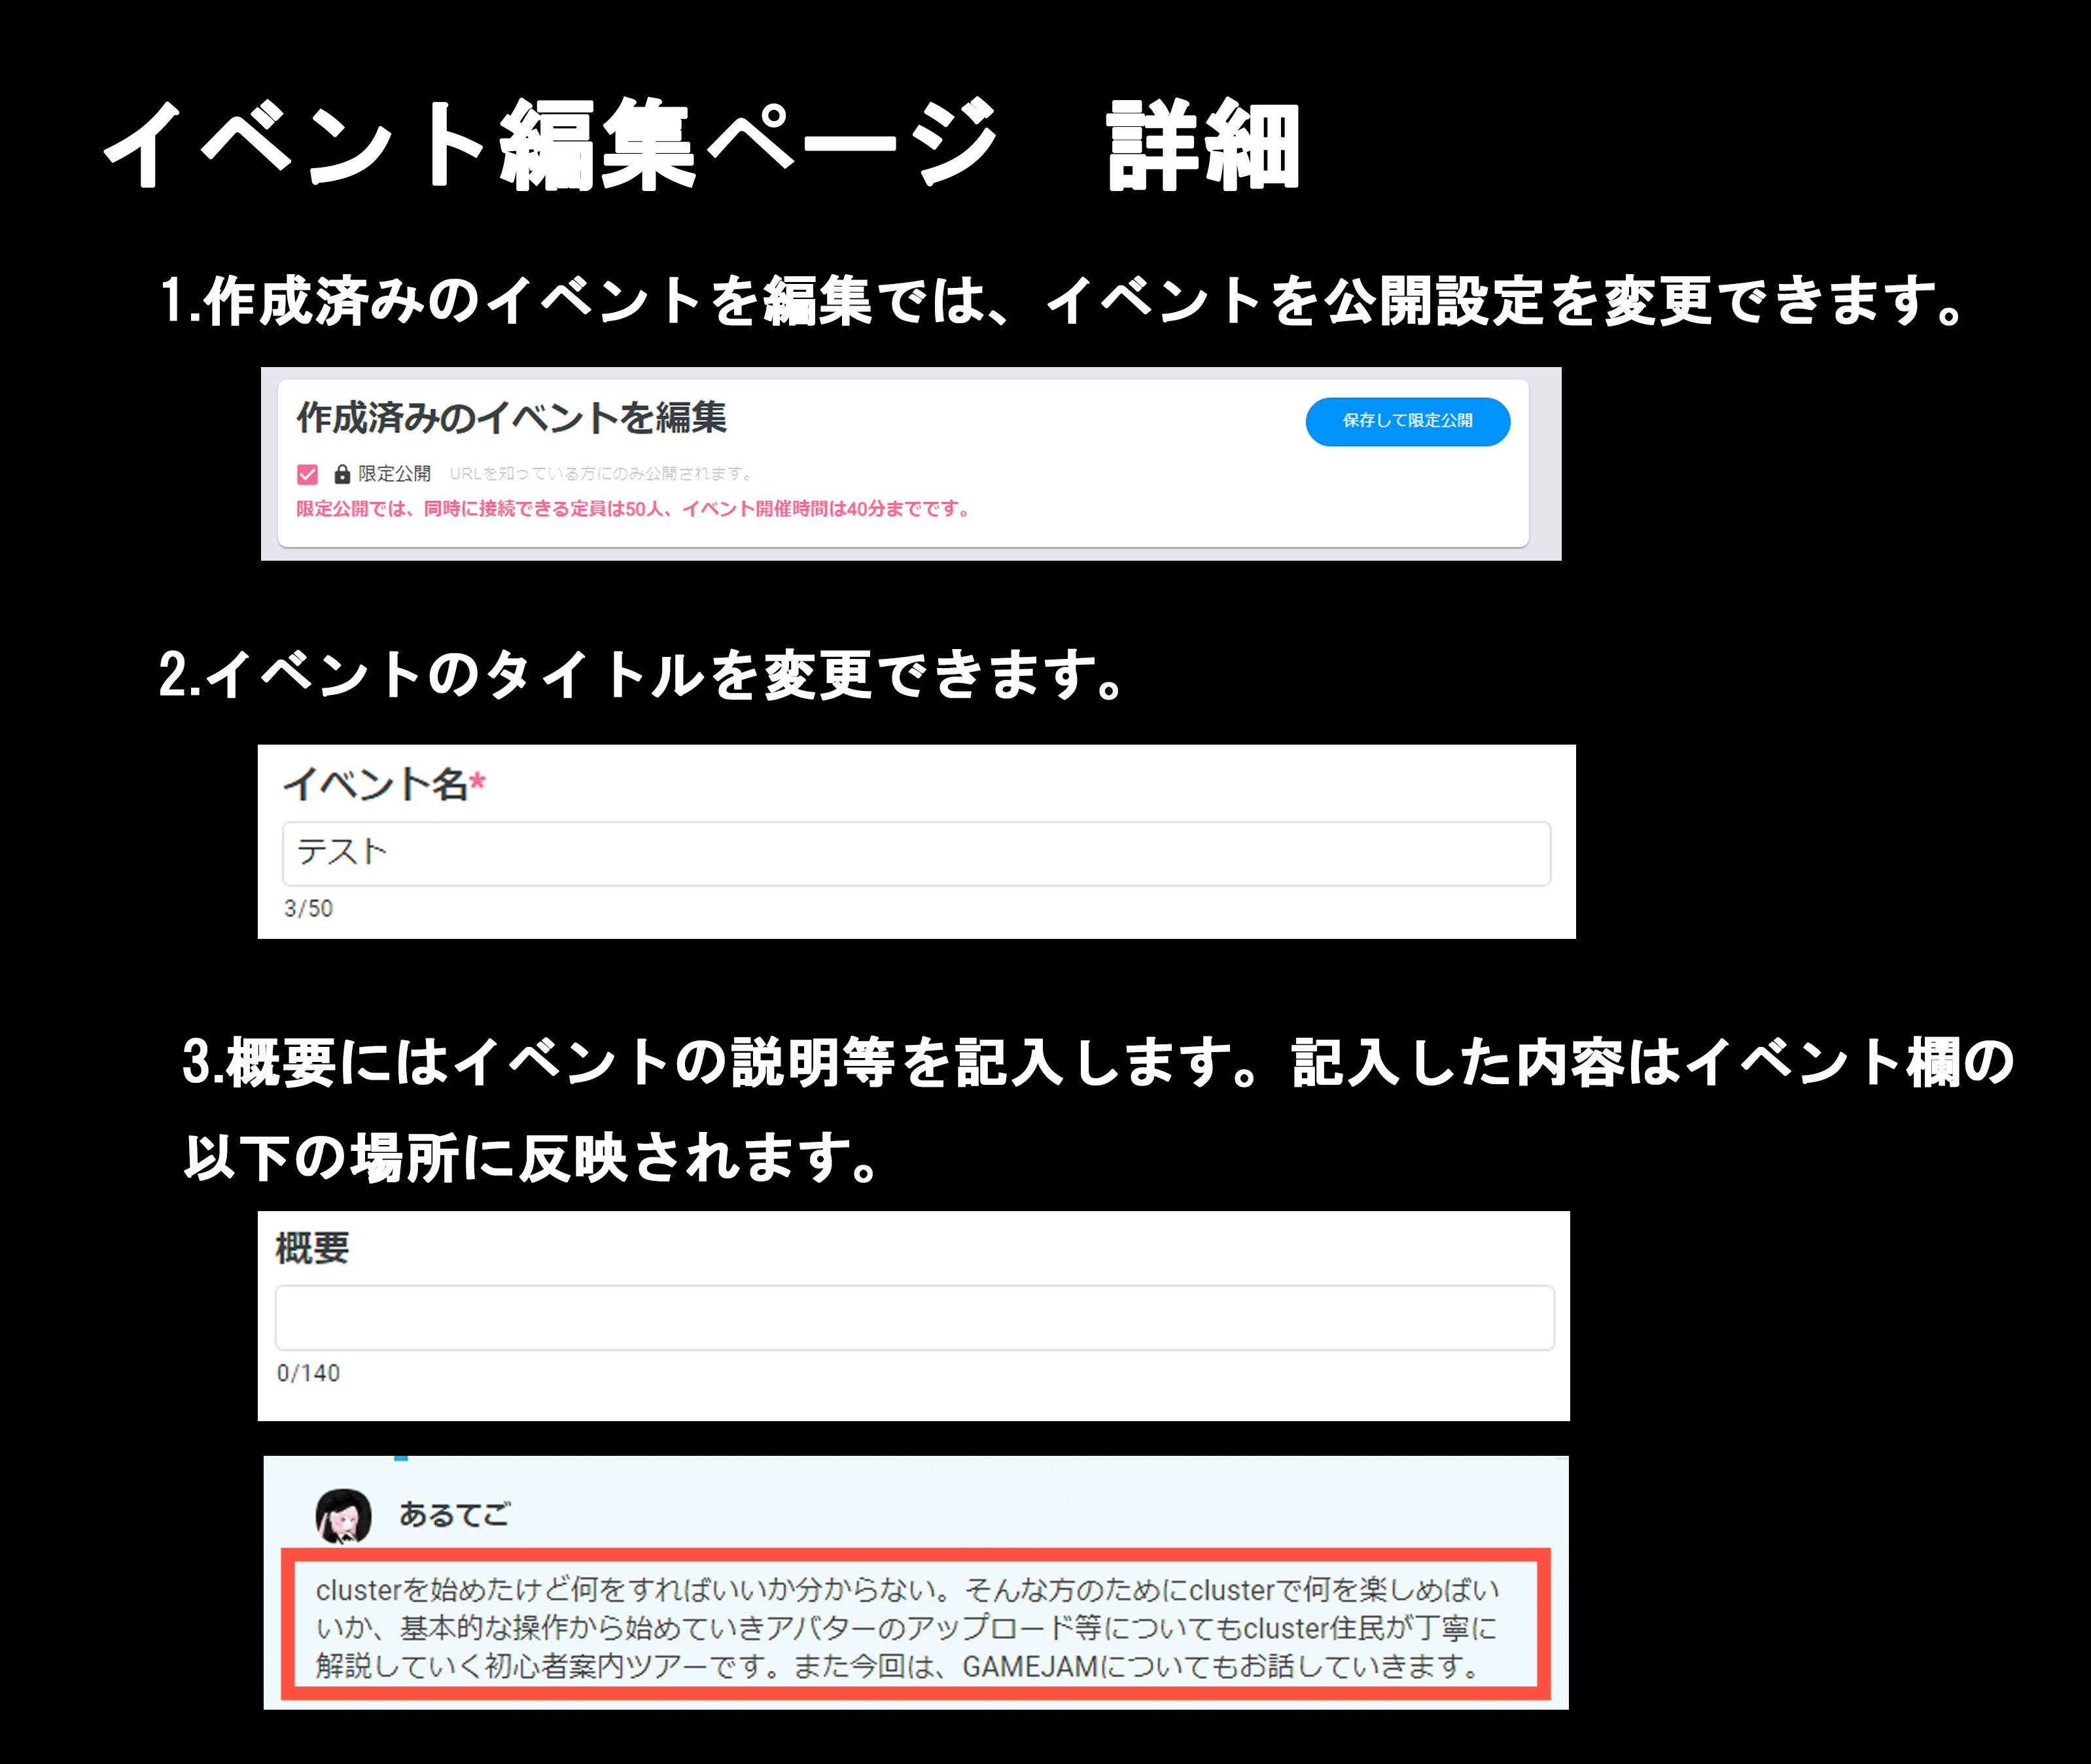 イベント編集ページ　詳細
1.作成済みのイベントを編集では、イベントを公開設定を変更できます。
作成済みのイベントを編集
保存して限定公開
限定公開 URLを知っている方にのみ公開されます。
限定公開では、同時に接続できる定員は50人、イベント開催時間は40分までです。
2.イベントのタイトルを変更できます。
イベント名*
テスト
3/50
3.概要にはイベントの説明等を記入します。記入した内容はイベント欄の
以下の場所に反映されます。
概要
0/140
あるてご
clusterを始めたけど何をすればいいか分からない。そんな方のためにclusterで何を楽しめばい
いか、基本的な操作から始めていきアバターのアップロード等についてもcluster住民が丁寧に
解説していく初心者案内ツアーです。また今回は、GAMEJAMについてもお話していきます。